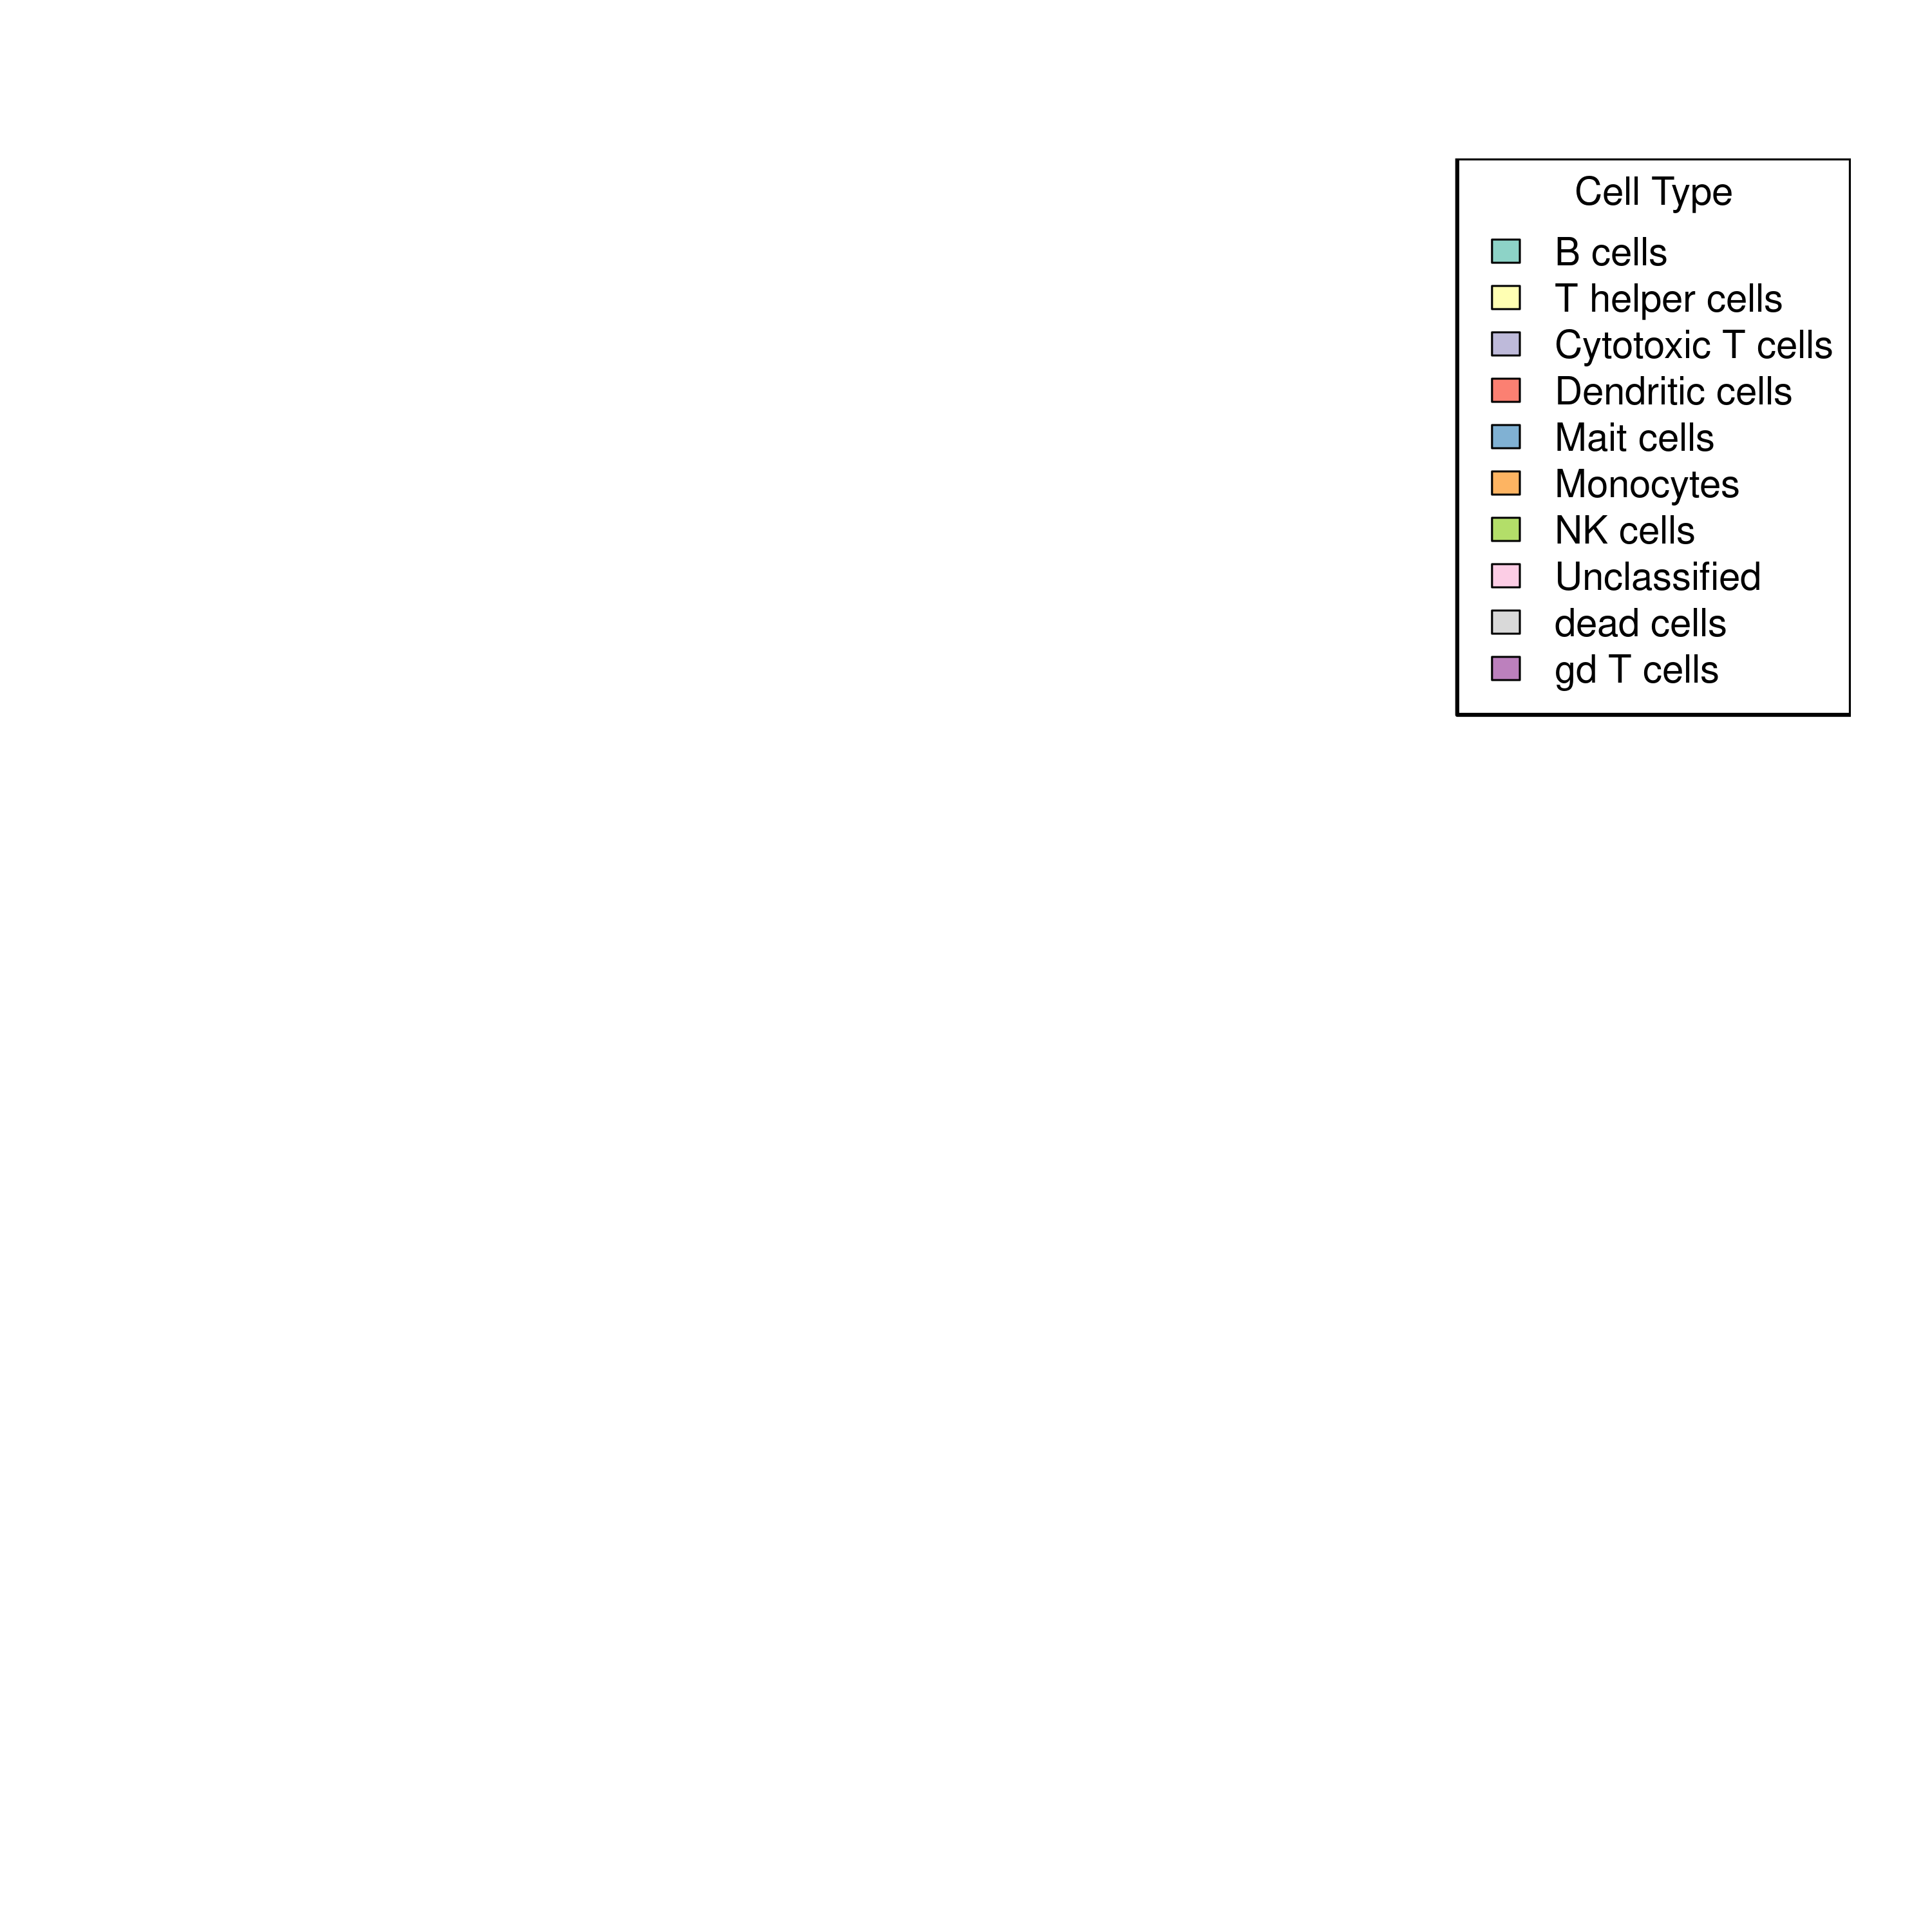 Cell Type
B cells
T helper cells
Cytotoxic T cells
Dendritic cells
Mait cells
Monocytes
NK cells
Unclassified
dead cells
gd T cells